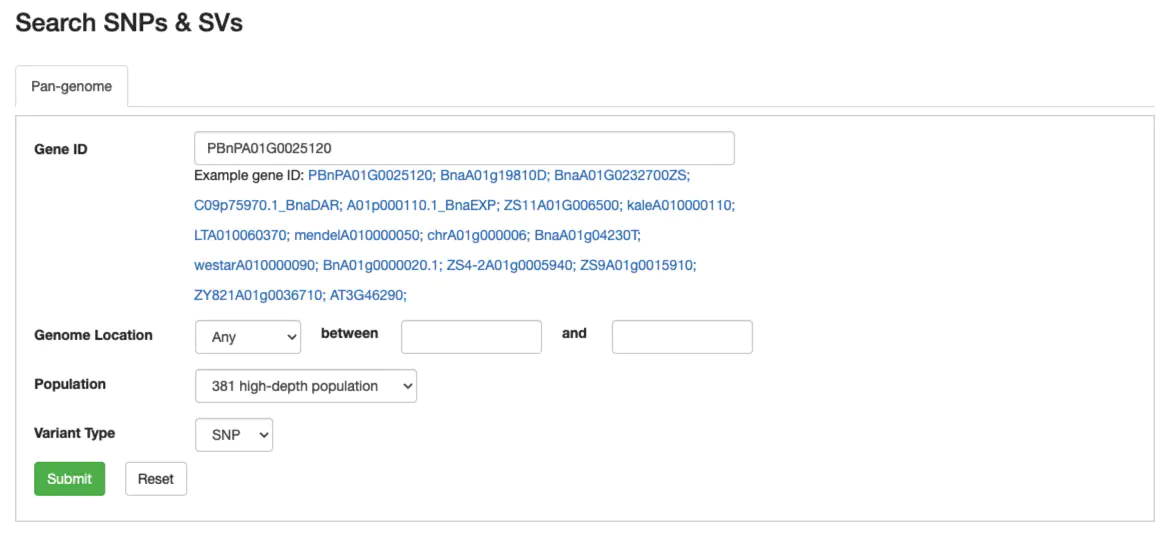 Search SNPs & SVs
Pan-genome
Gene ID PBnPA01G0025120
Example gene ID: PBnPA01G0025120; BnaA01g19810D; BnaA01G0232700ZS;
C09p75970.1_BnaDAR; A01p000110.1_BnaEXP; ZS11A01G006500; kaleA010000110;
LTA010060370; mendelA010000050; chrA01g000006; BnaA01g04230T;
westarA010000090; BnA01g0000020.1; ZS4-2A01g0005940; ZS9A01g0015910;
ZY821A01g0036710; AT3G46290;
Genome Location Any between and
Population 381 high-depth population
Variant Type SNP
Submit Reset